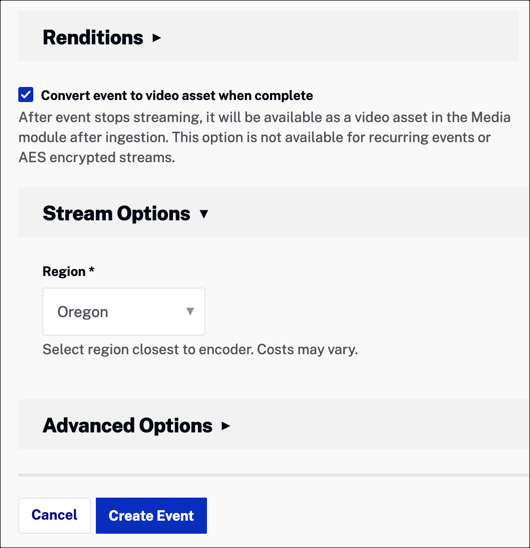 Renditions ▸
Convert event to video asset when complete
After event stops streaming, it will be available as a video asset in the Media
module after ingestion. This option is not available for recurring events or
AES encrypted streams.
Stream Options ▾
Region *
Oregon ▼
Select region closest to encoder. Costs may vary.
Advanced Options ▸
Cancel Create Event